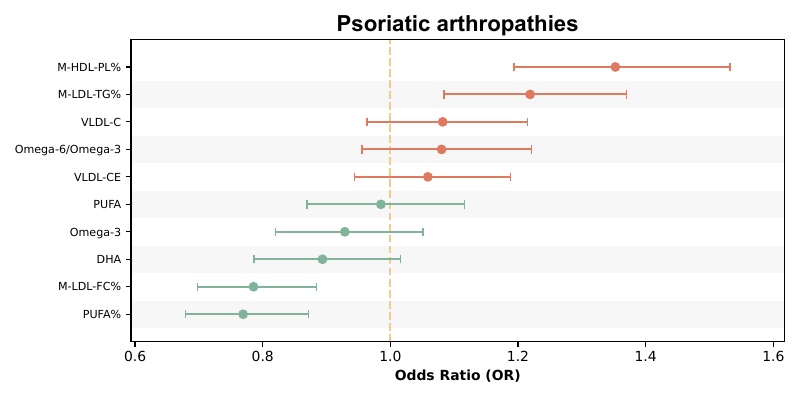 Psoriatic arthropathies
M-HDL-PL%
M-LDL-TG%
VLDL-C
Omega-6/Omega-3
VLDL-CE
PUFA
Omega-3
DHA
M-LDL-FC%
PUFA%
0.6 0.8 1.0 1.2 1.4 1.6
Odds Ratio (OR)